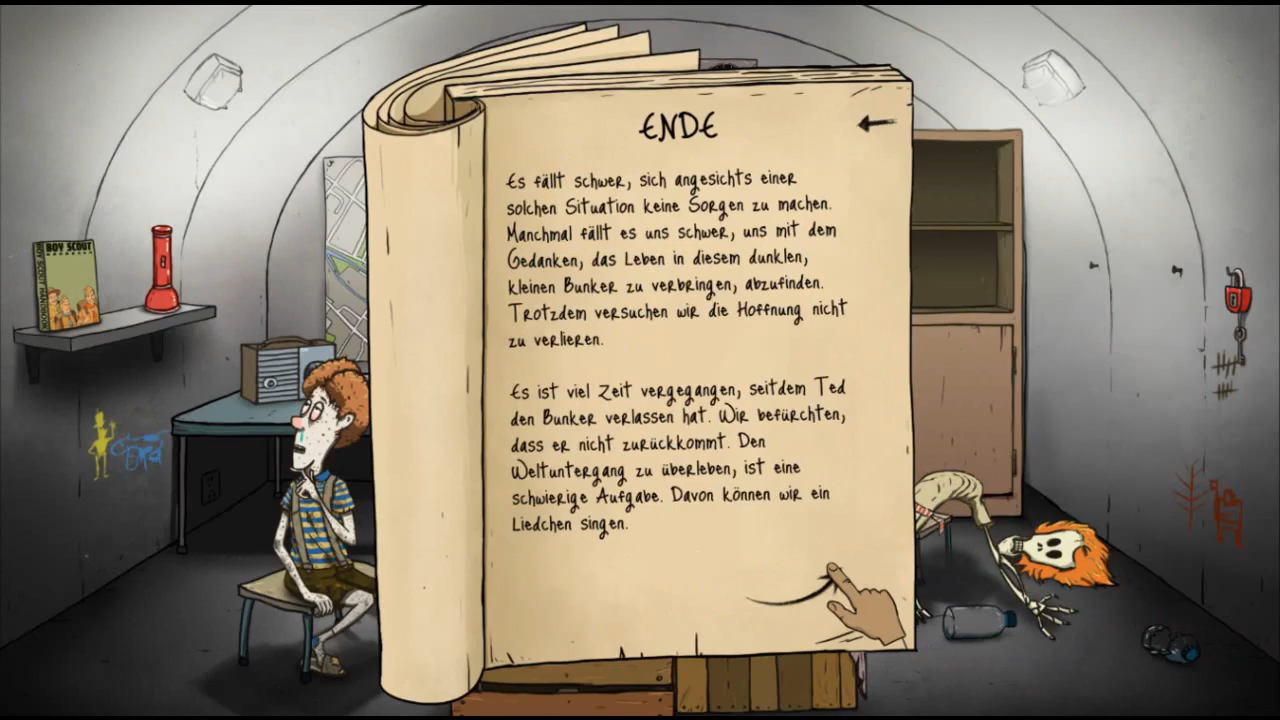 ENDE
Es fällt schwer, sich angesichts einer
solchen Situation keine Sorgen zu machen.
Manchmal fällt es uns schwer, uns mit dem
Gedanken, das Leben in diesem dunklen,
kleinen Bunker zu verbringen, abzufinden.
Trotzdem versuchen wir die Hoffnung nicht
zu verlieren.
Es ist viel Zeit vergegangen, seitdem Ted
den Bunker verlassen hat. Wir befürchten,
dass er nicht zurückkommt. Den
Weltuntergang zu überleben, ist eine
schwierige Aufgabe. Davon können wir ein
Liedchen singen.
BOY SCOUT
BOY SCOUT HANDBOOK